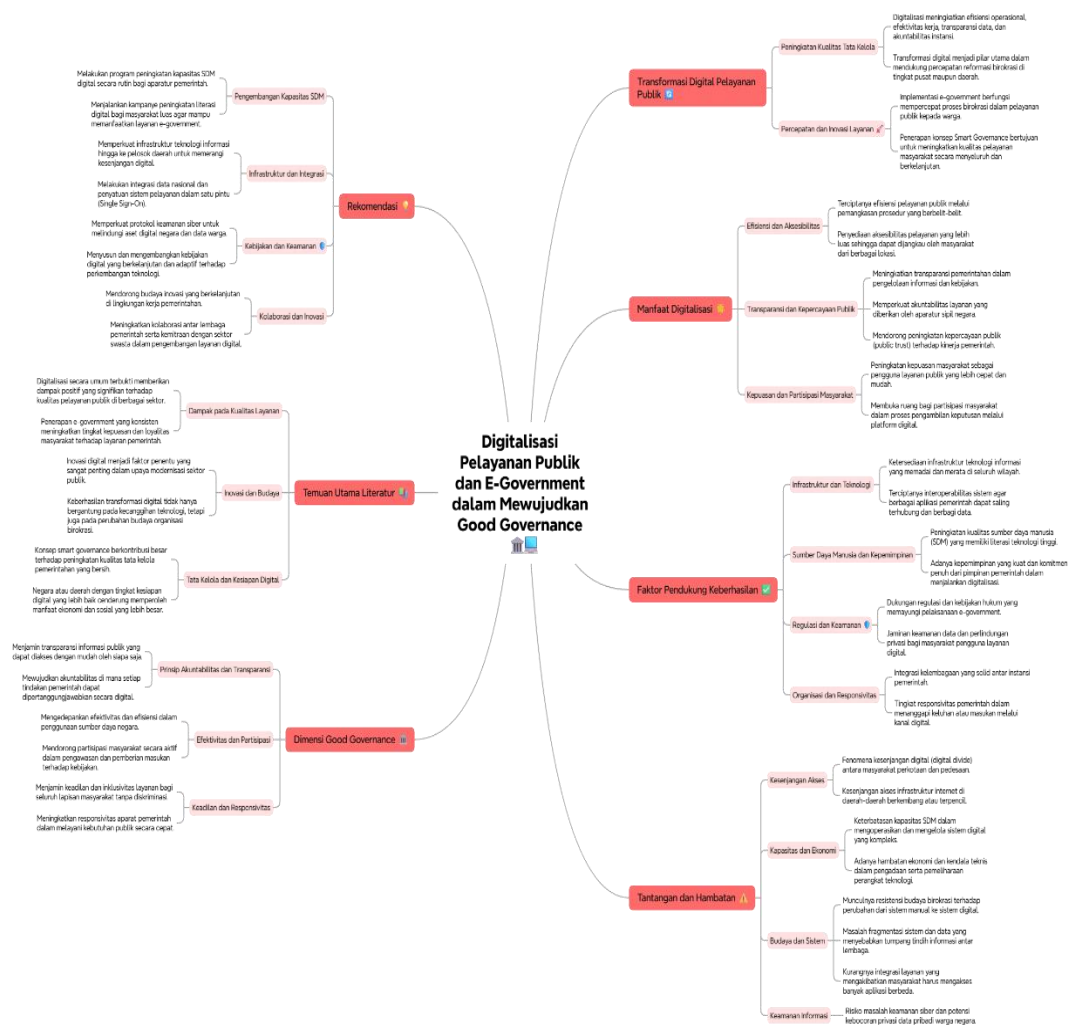 Digitalisasi
Pelayanan Publik
dan E-Government
dalam Mewujudkan
Good Governance
Transformasi Digital Pelayanan
Publik
Peningkatan Kualitas Tata Kelola
Digitalisasi meningkatkan efisiensi operasional,
efektivitas kerja, transparansi data, dan
akuntabilitas instansi.
Transformasi digital menjadi pilar utama dalam
mendukung percepatan reformasi birokrasi di
tingkat pusat maupun daerah.
Percepatan dan Inovasi Layanan
Implementasi e-government berfungsi
mempercepat proses birokrasi dalam pelayanan
publik kepada warga.
Penerapan konsep Smart Governance bertujuan
untuk meningkatkan kualitas pelayanan
masyarakat secara menyeluruh dan
berkelanjutan.
Manfaat Digitalisasi
Efisiensi dan Aksesibilitas
Terciptanya efisiensi pelayanan publik melalui
pemangkasan prosedur yang berbelit-belit.
Penyediaan aksesibilitas pelayanan yang lebih
luas sehingga dapat dijangkau oleh masyarakat
dari berbagai lokasi.
Transparansi dan Kepercayaan Publik
Meningkatkan transparansi pemerintahan dalam
pengelolaan informasi dan kebijakan.
Memperkuat akuntabilitas layanan yang
diberikan oleh aparatur sipil negara.
Mendorong peningkatan kepercayaan publik
(public trust) terhadap kinerja pemerintah.
Kepuasan dan Partisipasi Masyarakat
Peningkatan kepuasan masyarakat sebagai
pengguna layanan publik yang lebih cepat dan
mudah.
Membuka ruang bagi partisipasi masyarakat
dalam proses pengambilan keputusan melalui
platform digital.
Faktor Pendukung Keberhasilan
Infrastruktur dan Teknologi
Ketersediaan infrastruktur teknologi informasi
yang memadai dan merata di seluruh wilayah.
Terciptanya interoperabilitas sistem agar
berbagai aplikasi pemerintah dapat saling
terhubung dan berbagi data.
Sumber Daya Manusia dan Kepemimpinan
Peningkatan kualitas sumber daya manusia
(SDM) yang memiliki literasi teknologi tinggi.
Adanya kepemimpinan yang kuat dan komitmen
penuh dari pimpinan pemerintah dalam
menjalankan digitalisasi.
Regulasi dan Keamanan
Dukungan regulasi dan kebijakan hukum yang
memayungi pelaksanaan e-government.
Jaminan keamanan data dan perlindungan
privasi bagi masyarakat pengguna layanan
digital.
Organisasi dan Responsivitas
Integrasi kelembagaan yang solid antar instansi
pemerintah.
Tingkat responsivitas pemerintah dalam
menanggapi keluhan atau masukan melalui
kanal digital.
Tantangan dan Hambatan
Kesenjangan Akses
Fenomena kesenjangan digital (digital divide)
antara masyarakat perkotaan dan pedesaan.
Kesenjangan akses infrastruktur internet di
daerah-daerah berkembang atau terpencil.
Kapasitas dan Ekonomi
Keterbatasan kapasitas SDM dalam
mengoperasikan dan mengelola sistem digital
yang kompleks.
Adanya hambatan ekonomi dan kendala teknis
dalam pengadaan serta pemeliharaan
perangkat teknologi.
Budaya dan Sistem
Munculnya resistensi budaya birokrasi terhadap
perubahan dari sistem manual ke sistem digital.
Masalah fragmentasi sistem dan data yang
menyebabkan tumpang tindih informasi antar
lembaga.
Kurangnya integrasi layanan yang
mengakibatkan masyarakat harus mengakses
banyak aplikasi berbeda.
Keamanan Informasi
Risiko masalah keamanan siber dan potensi
kebocoran privasi data pribadi warga negara.
Rekomendasi
Pengembangan Kapasitas SDM
Melakukan program peningkatan kapasitas SDM
digital secara rutin bagi aparatur pemerintah.
Menjalankan kampanye peningkatan literasi
digital bagi masyarakat luas agar mampu
memanfaatkan layanan e-government.
Infrastruktur dan Integrasi
Memperkuat infrastruktur teknologi informasi
hingga ke pelosok daerah untuk memerangi
kesenjangan digital.
Melakukan integrasi data nasional dan
penyatuan sistem pelayanan dalam satu pintu
(Single Sign-On).
Kebijakan dan Keamanan
Memperkuat protokol keamanan siber untuk
melindungi aset digital negara dan data warga.
Menyusun dan mengembangkan kebijakan
digital yang berkelanjutan dan adaptif terhadap
perkembangan teknologi.
Kolaborasi dan Inovasi
Mendorong budaya inovasi yang berkelanjutan
di lingkungan kerja pemerintahan.
Meningkatkan kolaborasi antar lembaga
pemerintah serta kemitraan dengan sektor
swasta dalam pengembangan layanan digital.
Temuan Utama Literatur
Dampak pada Kualitas Layanan
Digitalisasi secara umum terbukti memberikan
dampak positif yang signifikan terhadap
kualitas pelayanan publik di berbagai sektor.
Penerapan e-government yang konsisten
meningkatkan tingkat kepuasan dan loyalitas
masyarakat terhadap layanan pemerintah.
Inovasi dan Budaya
Inovasi digital menjadi faktor penentu yang
sangat penting dalam upaya modernisasi sektor
publik.
Keberhasilan transformasi digital tidak hanya
bergantung pada kecanggihan teknologi, tetapi
juga pada perubahan budaya organisasi
birokrasi.
Tata Kelola dan Kesiapan Digital
Konsep smart governance berkontribusi besar
terhadap peningkatan kualitas tata kelola
pemerintahan yang bersih.
Negara atau daerah dengan tingkat kesiapan
digital yang lebih baik cenderung memperoleh
manfaat ekonomi dan sosial yang lebih besar.
Dimensi Good Governance
Prinsip Akuntabilitas dan Transparansi
Menjamin transparansi informasi publik yang
dapat diakses dengan mudah oleh siapa saja
Mewujudkan akuntabilitas di mana setiap
tindakan pemerintah dapat
dipertanggungjawabkan secara digital.
Efektivitas dan Partisipasi
Mengedepankan efektivitas dan efisiensi dalam
penggunaan sumber daya negara.
Mendorong partisipasi masyarakat secara aktif
dalam pengawasan dan pemberian masukan
terhadap kebijakan.
Keadilan dan Responsivitas
Menjamin keadilan dan inklusivitas layanan bagi
seluruh lapisan masyarakat tanpa diskriminasi.
Meningkatkan responsivitas aparat pemerintah
dalam melayani kebutuhan publik secara cepat